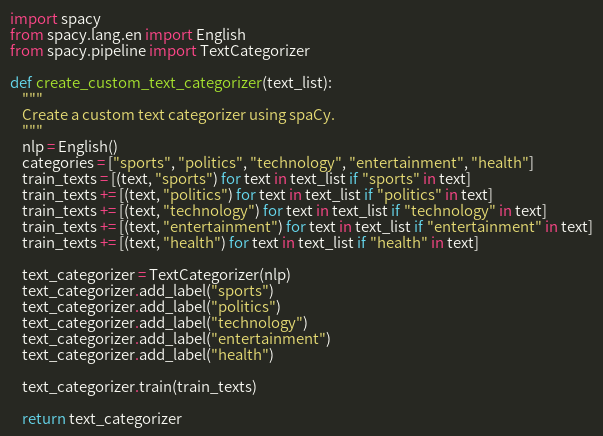 import spacy
from spacy.lang.en import English
from spacy.pipeline import TextCategorizer

def create_custom_text_categorizer(text_list):
    """
    Create a custom text categorizer using spaCy.
    """
    nlp = English()
    categories = ["sports", "politics", "technology", "entertainment", "health"]
    train_texts = [(text, "sports") for text in text_list if "sports" in text]
    train_texts += [(text, "politics") for text in text_list if "politics" in text]
    train_texts += [(text, "technology") for text in text_list if "technology" in text]
    train_texts += [(text, "entertainment") for text in text_list if "entertainment" in text]
    train_texts += [(text, "health") for text in text_list if "health" in text]

    text_categorizer = TextCategorizer(nlp)
    text_categorizer.add_label("sports")
    text_categorizer.add_label("politics")
    text_categorizer.add_label("technology")
    text_categorizer.add_label("entertainment")
    text_categorizer.add_label("health")

    text_categorizer.train(train_texts)

    return text_categorizer